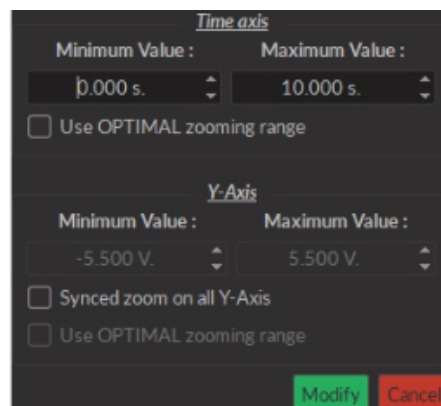 Time axis
Minimum Value : Maximum Value :
0.000 s. 10.000 s.
Use OPTIMAL zooming range
Y-Axis
Minimum Value : Maximum Value :
-5.500 V. 5.500 V.
Synced zoom on all Y-Axis
Use OPTIMAL zooming range
Modify Cancel